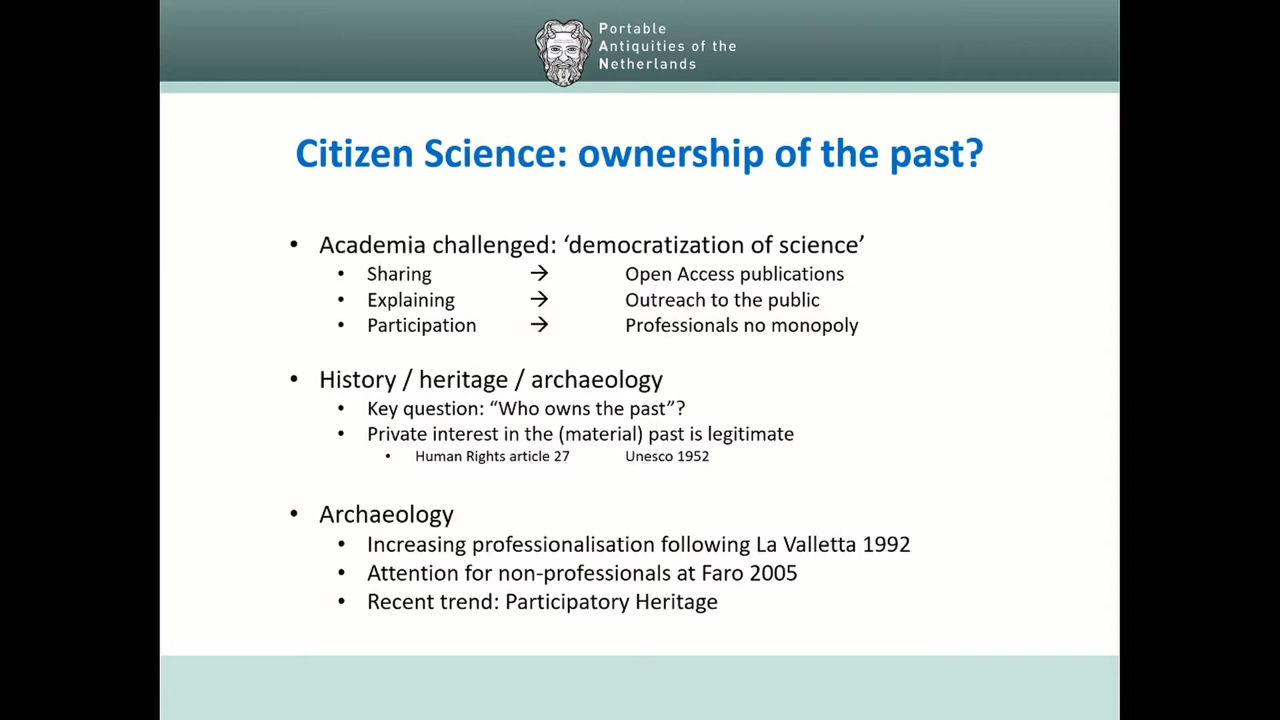 Portable
Antiquities of the
Netherlands
Citizen Science: ownership of the past?
• Academia challenged: ‘democratization of science’
• Sharing → Open Access publications
• Explaining → Outreach to the public
• Participation → Professionals no monopoly
• History / heritage / archaeology
• Key question: “Who owns the past”?
• Private interest in the (material) past is legitimate
• Human Rights article 27 Unesco 1952
• Archaeology
• Increasing professionalisation following La Valletta 1992
• Attention for non-professionals at Faro 2005
• Recent trend: Participatory Heritage